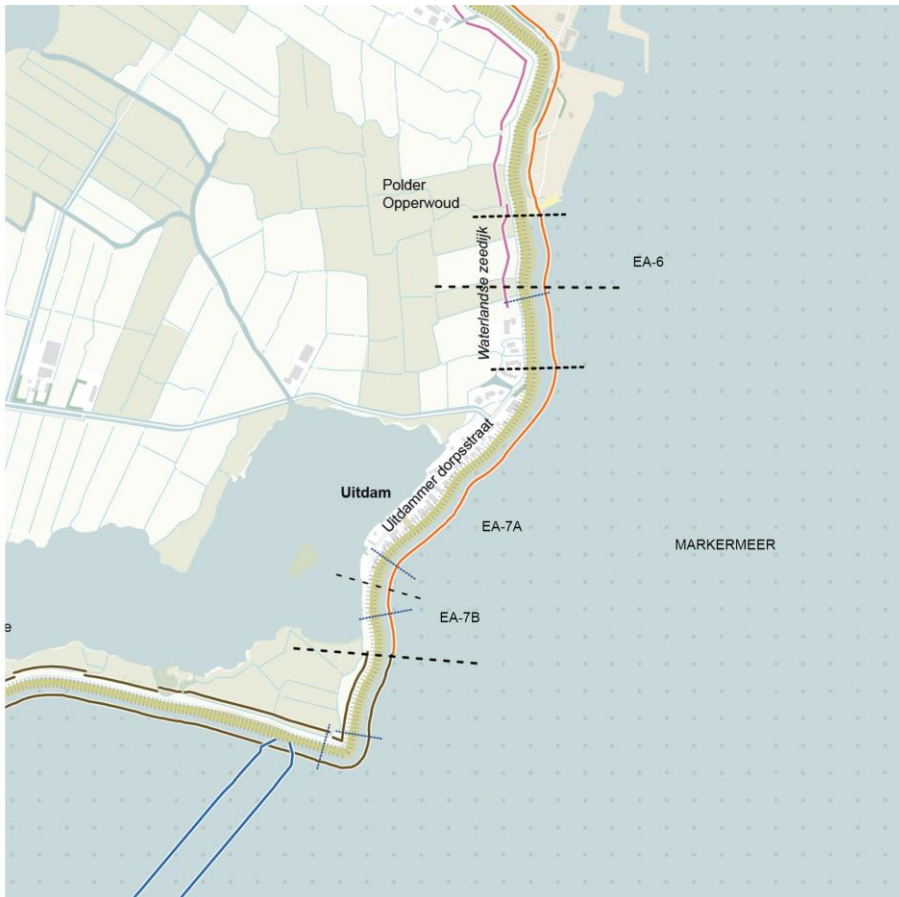 Polder
Opperwoud
Waterlandse zeedijk
EA-6
Uitdam
Uitdammer dorpsstraat
EA-7A
MARKERMEER
EA-7B
e